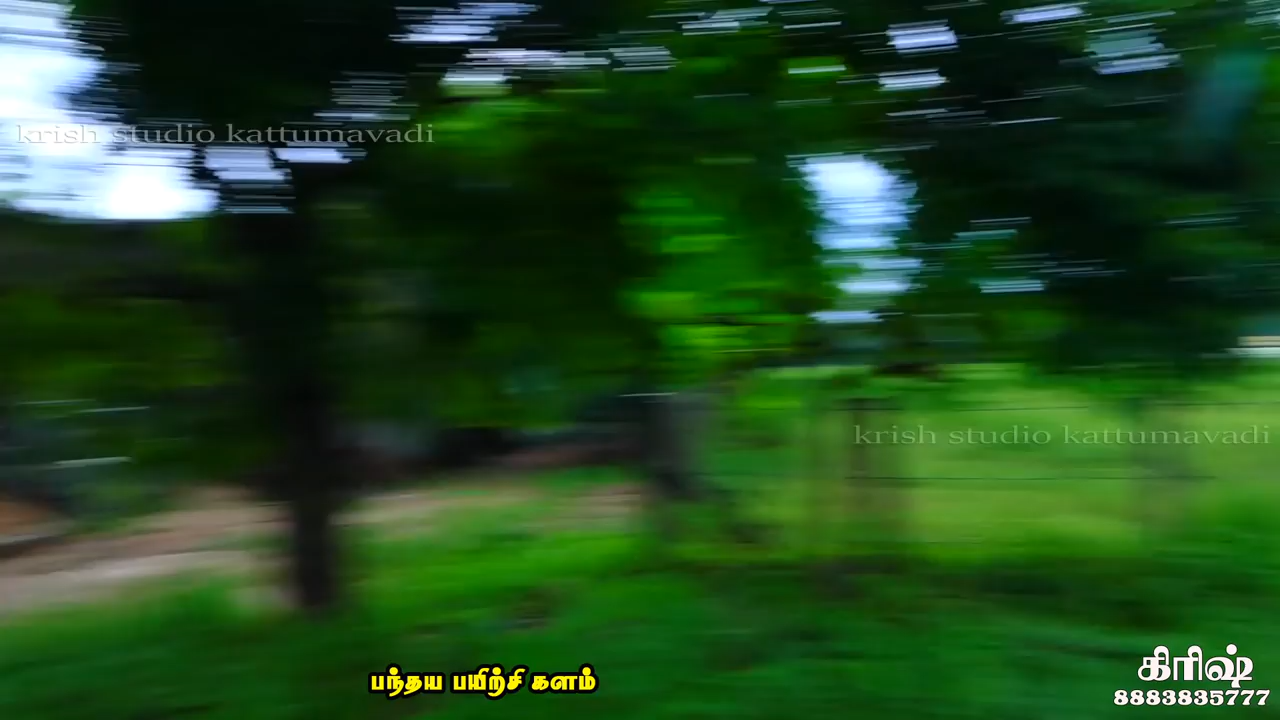 krish studio kattumavadi
krish studio kattumavadi
பந்தய பயிற்சி களம்
கிரிஷ்
8883835777